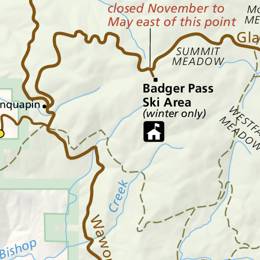 closed November to
May east of this point
SUMMIT
MEADOW
Badger Pass
Ski Area
(winter only)
nquapin
MEADOW
Creek
Wawo
Bishop
Gla
WESTFA